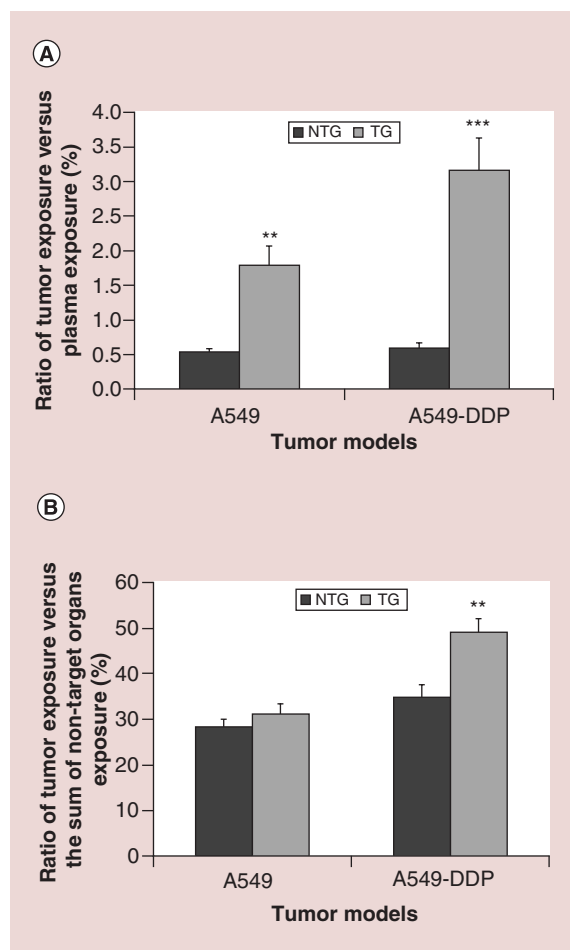 A
Ratio of tumor exposure versus
plasma exposure (%)
4.0
3.5
3.0
2.5
2.0
1.5
1.0
0.5
0.0
NTG TG
**
***
A549 A549-DDP
Tumor models
B
Ratio of tumor exposure versus
the sum of non-target organs
exposure (%)
60
50
40
30
20
10
0
NTG TG
**
A549 A549-DDP
Tumor models